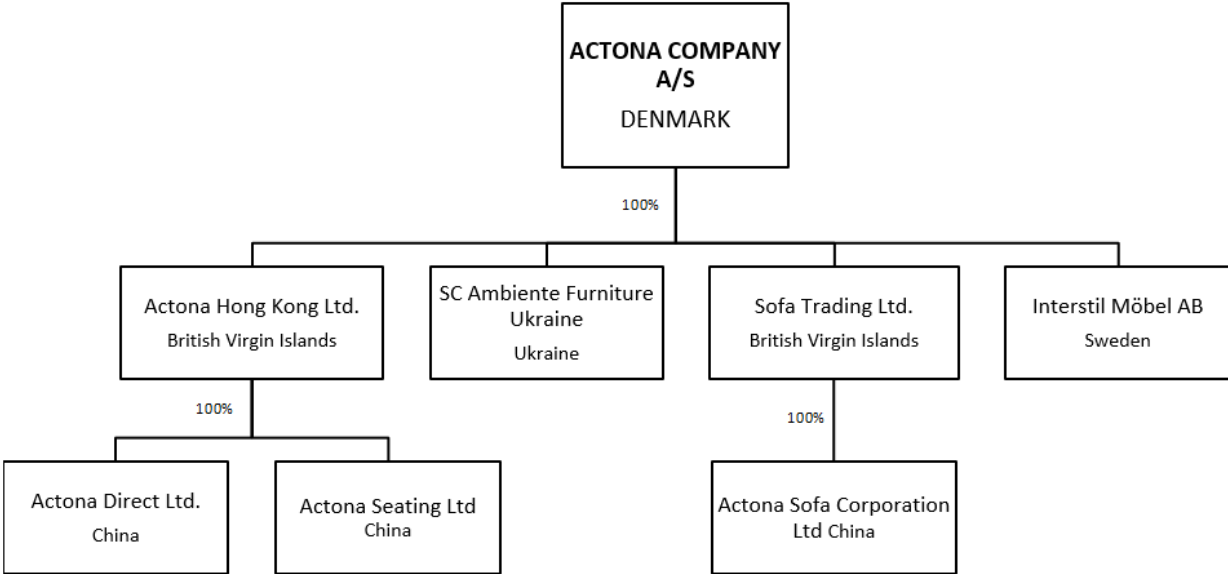 ACTONA COMPANY
A/S
DENMARK
100%
Actona Hong Kong Ltd.
British Virgin Islands
SC Ambiente Furniture
Ukraine
Ukraine
Sofa Trading Ltd.
British Virgin Islands
Interstil Möbel AB
Sweden
100%
100%
Actona Direct Ltd.
China
Actona Seating Ltd
China
Actona Sofa Corporation
Ltd China